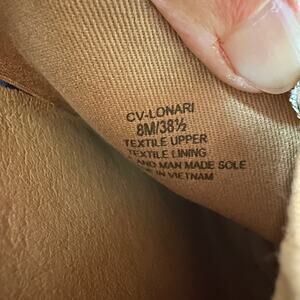 CV-LONARI
8M/38½
TEXTILE UPPER
TEXTILE LINING
AND MAN MADE SOLE
IN VIETNAM